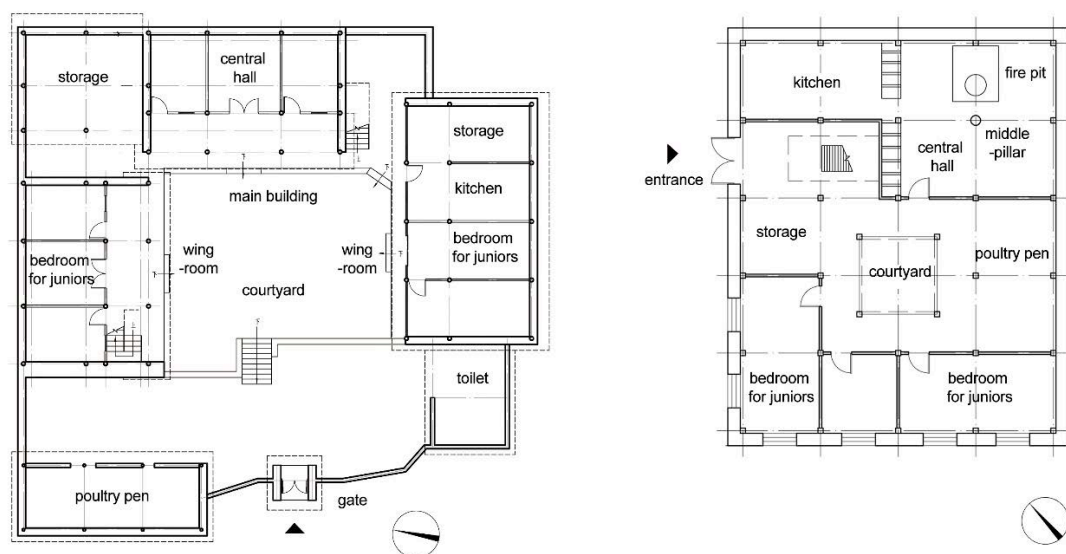 storage
central
hall
storage
kitchen
main building
wing
-room
wing
-room
bedroom
for juniors
bedroom
for juniors
courtyard
toilet
poultry pen
gate
kitchen
fire pit
middle
-pillar
central
hall
entrance
storage
courtyard
poultry pen
bedroom
for juniors
bedroom
for juniors